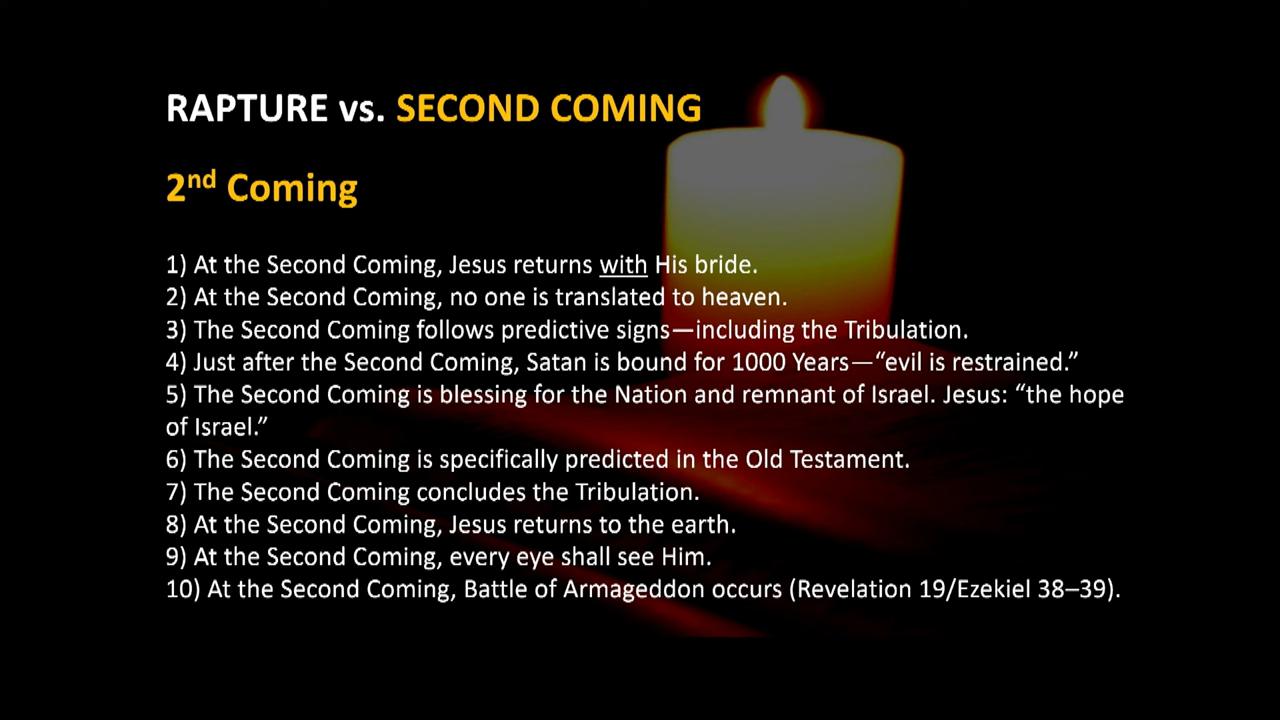 RAPTURE vs. SECOND COMING
2nd Coming
1) At the Second Coming, Jesus returns with His bride.
2) At the Second Coming, no one is translated to heaven.
3) The Second Coming follows predictive signs—including the Tribulation.
4) Just after the Second Coming, Satan is bound for 1000 Years—“evil is restrained.”
5) The Second Coming is blessing for the Nation and remnant of Israel. Jesus: “the hope
of Israel.”
6) The Second Coming is specifically predicted in the Old Testament.
7) The Second Coming concludes the Tribulation.
8) At the Second Coming, Jesus returns to the earth.
9) At the Second Coming, every eye shall see Him.
10) At the Second Coming, Battle of Armageddon occurs (Revelation 19/Ezekiel 38–39).